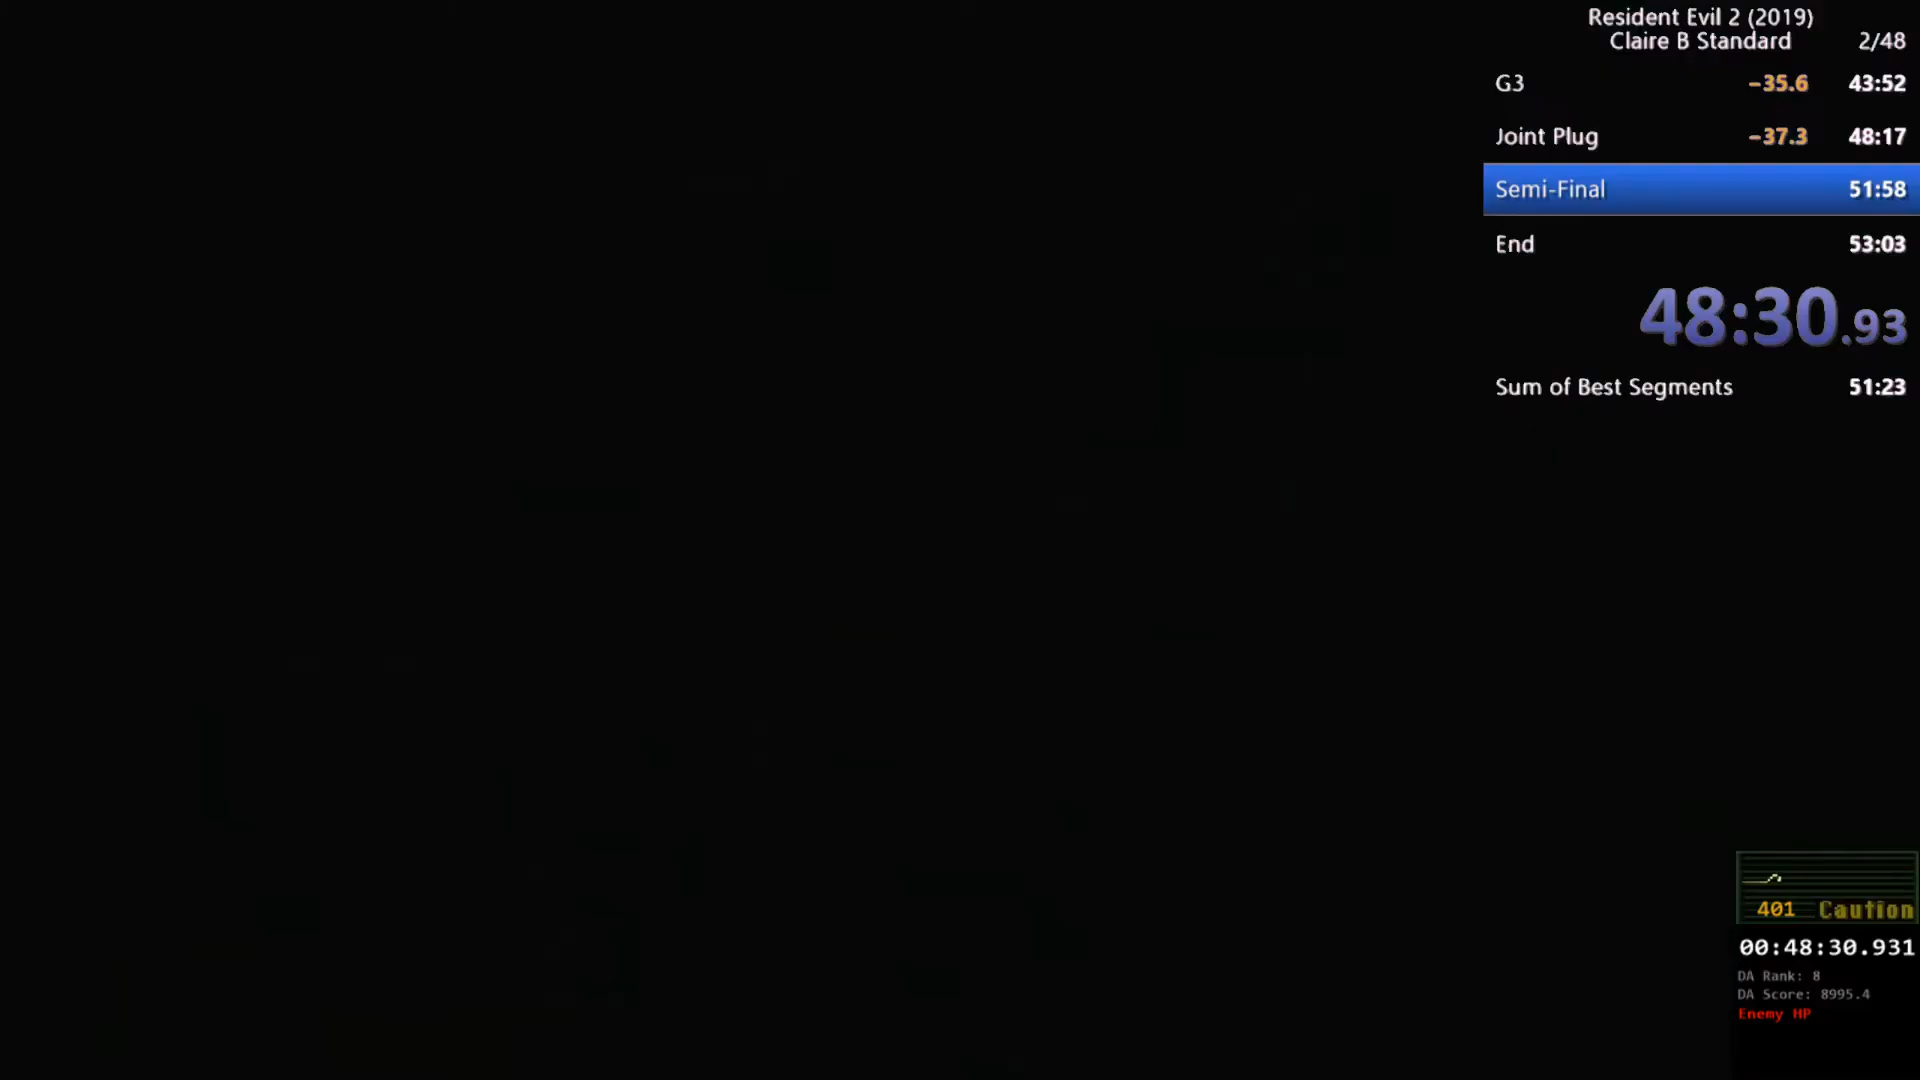 Resident Evil 2 (2019)
Claire B Standard 2/48
G3 −35.6 43:52
Joint Plug −37.3 48:17
Semi-Final 51:58
End 53:03
48:30.93
Sum of Best Segments 51:23
401 Caution
00:48:30.931
DA Rank: 8
DA Score: 8995.4
Enemy HP